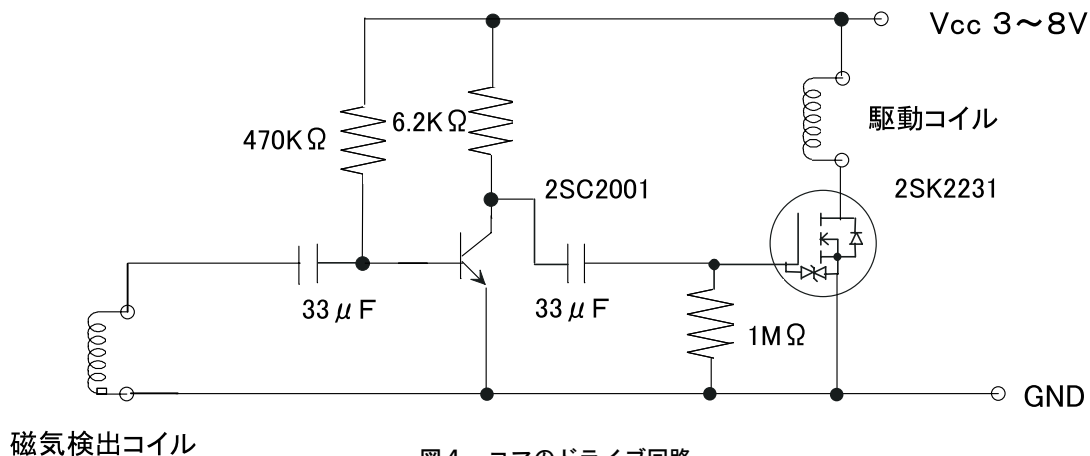 Vcc 3～8V
470KΩ
6.2KΩ
駆動コイル
2SC2001
2SK2231
33μF
33μF
1MΩ
GND
磁気検出コイル